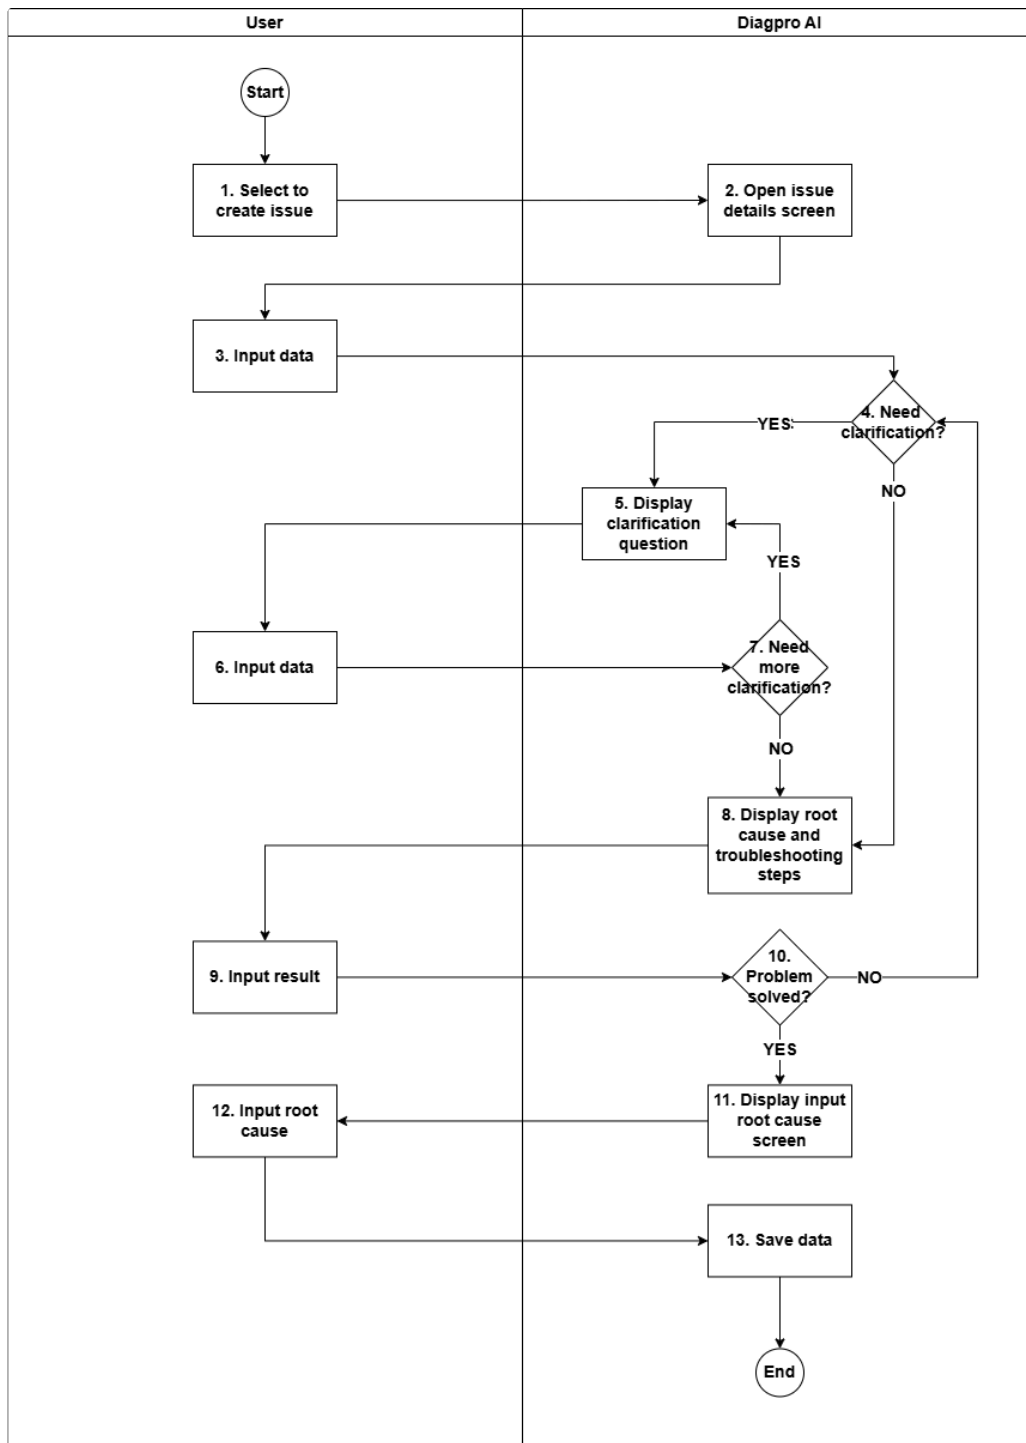 User
Diagpro AI
Start
1. Select to
create issue
2. Open issue
details screen
3. Input data
4. Need
clarification?
YES:
NO
5. Display
clarification
question
YES
6. Input data
7. Need
more
clarification?
NO
8. Display root
cause and
troubleshooting
steps
9. Input result
10.
Problem
solved?
NO
YES
12. Input root
cause
11. Display input
root cause
screen
13. Save data
End